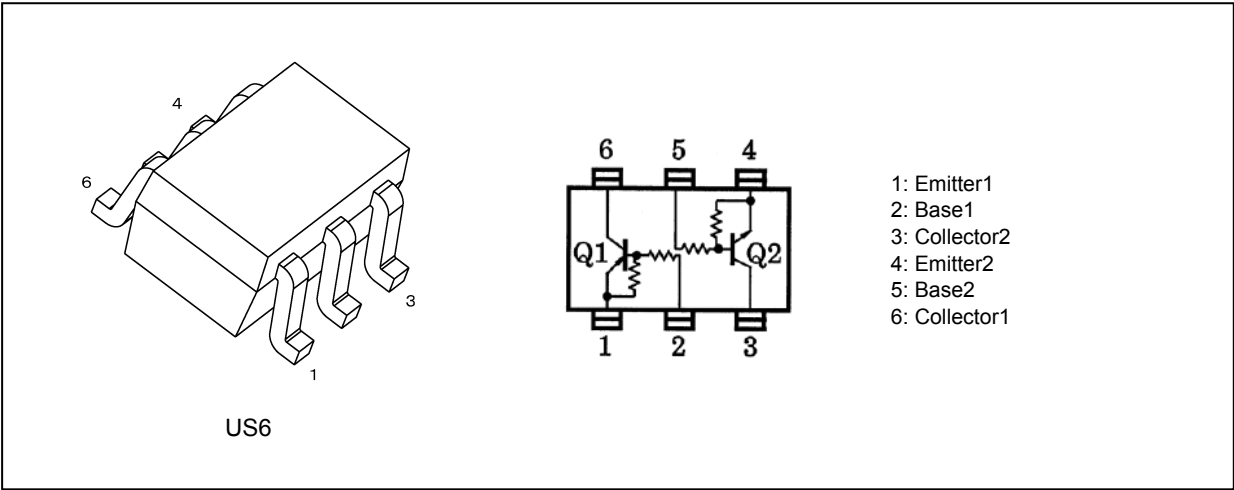 4
6
3
1
US6
6 5 4
Q1 Q2
1 2 3
1: Emitter1
2: Base1
3: Collector2
4: Emitter2
5: Base2
6: Collector1